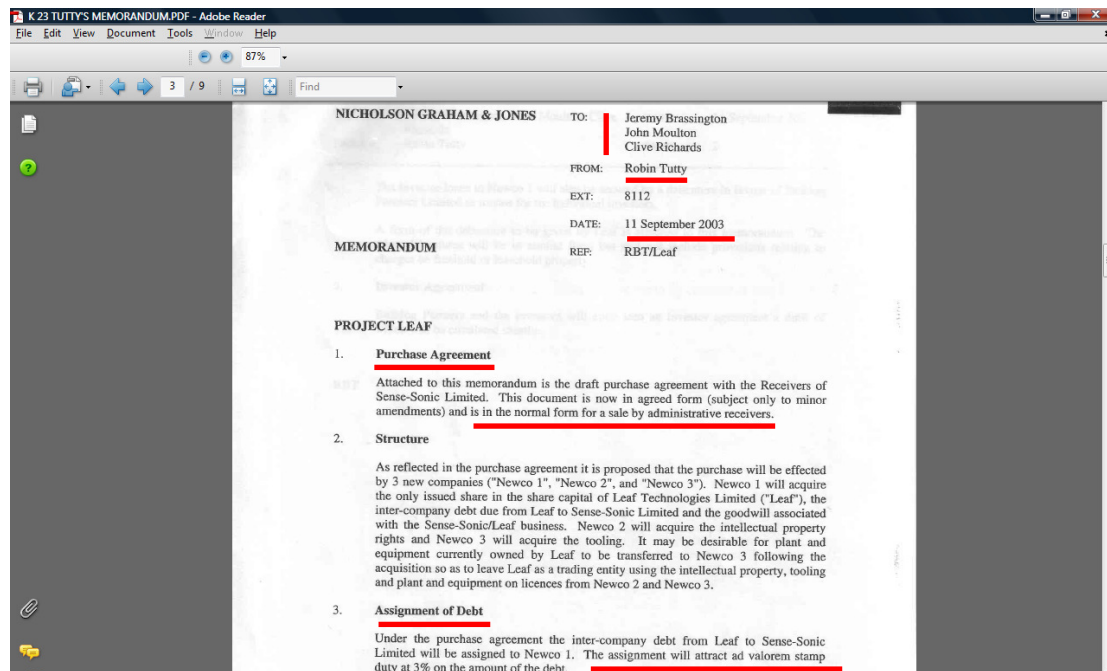 K 23 TUTTY'S MEMORANDUM.PDF - Adobe Reader
File Edit View Document Tools Window Help
87%
3 / 9 Find
NICHOLSON GRAHAM & JONES TO: Jeremy Brassington
John Moulton
Clive Richards
FROM: Robin Tutty
EXT: 8112
DATE: 11 September 2003
MEMORANDUM REF: RBT/Leaf
PROJECT LEAF
1. Purchase Agreement
Attached to this memorandum is the draft purchase agreement with the Receivers of
Sense-Sonic Limited. This document is now in agreed form (subject only to minor
amendments) and is in the normal form for a sale by administrative receivers.
2. Structure
As reflected in the purchase agreement it is proposed that the purchase will be effected
by 3 new companies ("Newco 1", "Newco 2", and "Newco 3"). Newco 1 will acquire
the only issued share in the share capital of Leaf Technologies Limited ("Leaf"), the
inter-company debt due from Leaf to Sense-Sonic Limited and the goodwill associated
with the Sense-Sonic/Leaf business. Newco 2 will acquire the intellectual property
rights and Newco 3 will acquire the tooling. It may be desirable for plant and
equipment currently owned by Leaf to be transferred to Newco 3 following the
acquisition so as to leave Leaf as a trading entity using the intellectual property, tooling
and plant and equipment on licences from Newco 2 and Newco 3.
3. Assignment of Debt
Under the purchase agreement the inter-company debt from Leaf to Sense-Sonic
Limited will be assigned to Newco 1. The assignment will attract ad valorem stamp
duty at 3% on the amount of the debt.